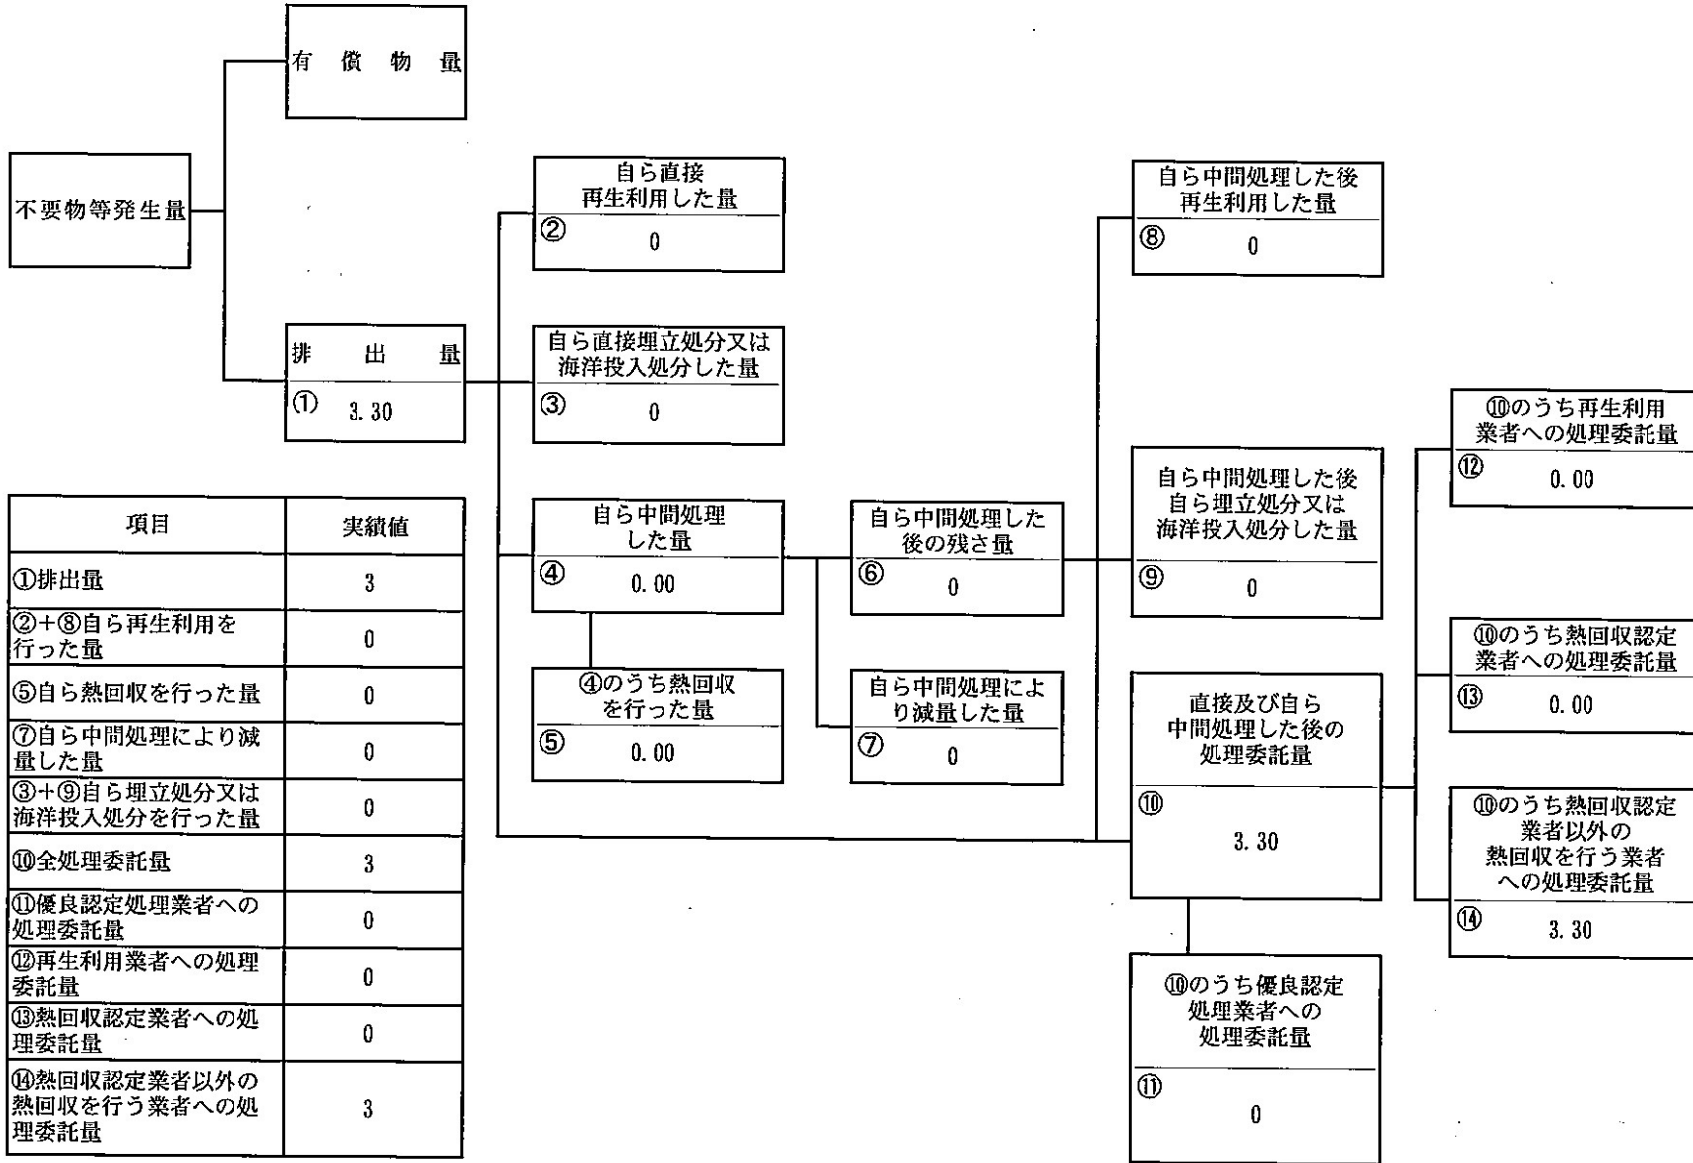 有償物量
不要物等発生量
排出量
① 3.30
自ら直接
再生利用した量
② 0
自ら直接埋立処分又は
海洋投入処分した量
③ 0
自ら中間処理
した量
④ 0.00
④のうち熱回収
を行った量
⑤ 0.00
自ら中間処理した
後の残さ量
⑥ 0
自ら中間処理によ
り減量した量
⑦ 0
自ら中間処理した後
再生利用した量
⑧ 0
自ら中間処理した後
自ら埋立処分又は
海洋投入処分した量
⑨ 0
直接及び自ら
中間処理した後の
処理委託量
⑩
3.30
⑩のうち優良認定
処理業者への
処理委託量
⑪
0
⑩のうち再生利用
業者への処理委託量
⑫ 0.00
⑩のうち熱回収認定
業者への処理委託量
⑬ 0.00
⑩のうち熱回収認定
業者以外の
熱回収を行う業者
への処理委託量
⑭ 3.30
項目 実績値
①排出量 3
②+⑧自ら再生利用を
行った量 0
⑤自ら熱回収を行った量 0
⑦自ら中間処理により減
量した量 0
③+⑨自ら埋立処分又は
海洋投入処分を行った量 0
⑩全処理委託量 3
⑪優良認定処理業者への
処理委託量 0
⑫再生利用業者への処理
委託量 0
⑬熱回収認定業者への処
理委託量 0
⑭熱回収認定業者以外の
熱回収を行う業者への処
理委託量 3